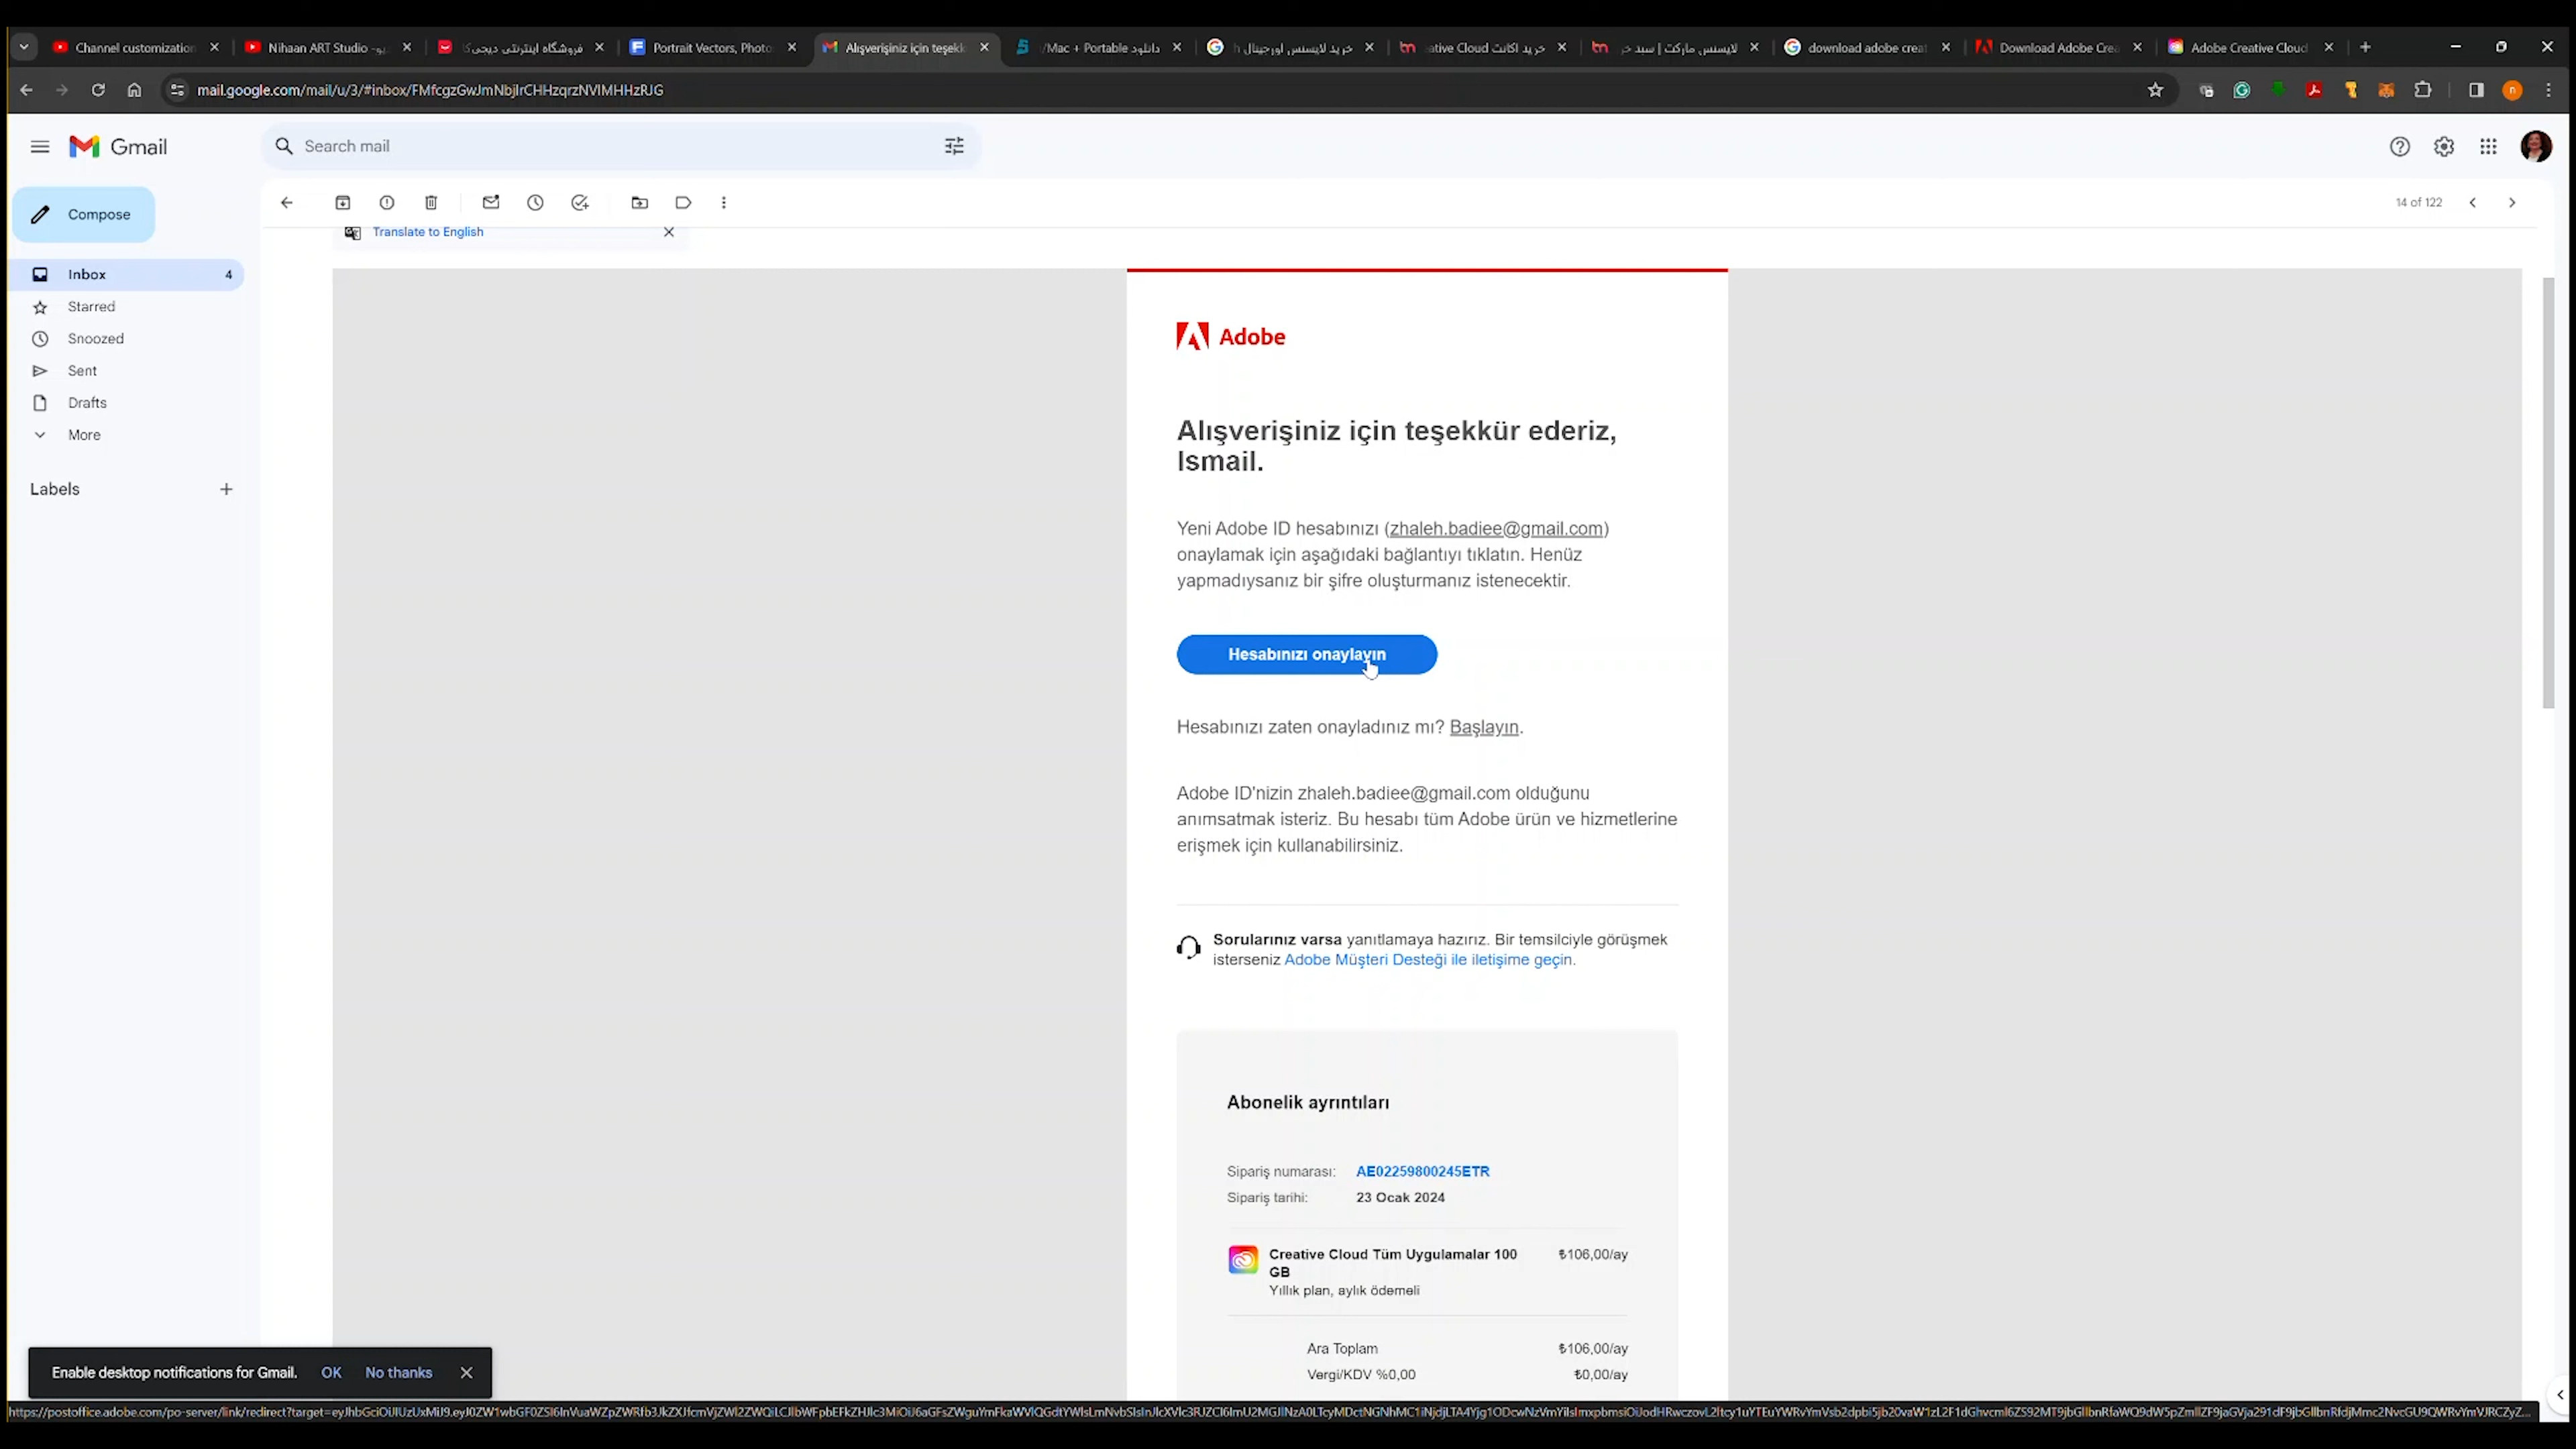 Channel customization
Nihaan ART Studio
فروشگاه اینترنتی دیجی‌کا
Portrait Vectors, Photo
Alışverişiniz için teşekk
دانلود Mac + Portable/
خرید لایسنس اورجینال
خرید اکانت ative Cloud
لایسنس مارکت | سبد خر
download adobe creat
Download Adobe Crea
Adobe Creative Cloud
mail.google.com/mail/u/3/#inbox/FMfcgzGwJmNbjlrCHHzqrzNVlMHHzRJG
Gmail
Search mail
Compose
14 of 122
Translate to English
Inbox 4
Starred
Snoozed
Sent
Drafts
More
Labels
Adobe
Alışverişiniz için teşekkür ederiz,
Ismail.
Yeni Adobe ID hesabınızı (zhaleh.badiee@gmail.com)
onaylamak için aşağıdaki bağlantıyı tıklatın. Henüz
yapmadıysanız bir şifre oluşturmanız istenecektir.
Hesabınızı onaylayın
Hesabınızı zaten onayladınız mı? Başlayın.
Adobe ID'nizin zhaleh.badiee@gmail.com olduğunu
anımsatmak isteriz. Bu hesabı tüm Adobe ürün ve hizmetlerine
erişmek için kullanabilirsiniz.
Sorularınız varsa yanıtlamaya hazırız. Bir temsilciyle görüşmek
isterseniz Adobe Müşteri Desteği ile iletişime geçin.
Abonelik ayrıntıları
Sipariş numarası: AE02259800245ETR
Sipariş tarihi: 23 Ocak 2024
Creative Cloud Tüm Uygulamalar 100 ₺106,00/ay
GB
Yıllık plan, aylık ödemeli
Ara Toplam ₺106,00/ay
Vergi/KDV %0,00 ₺0,00/ay
Enable desktop notifications for Gmail. OK No thanks